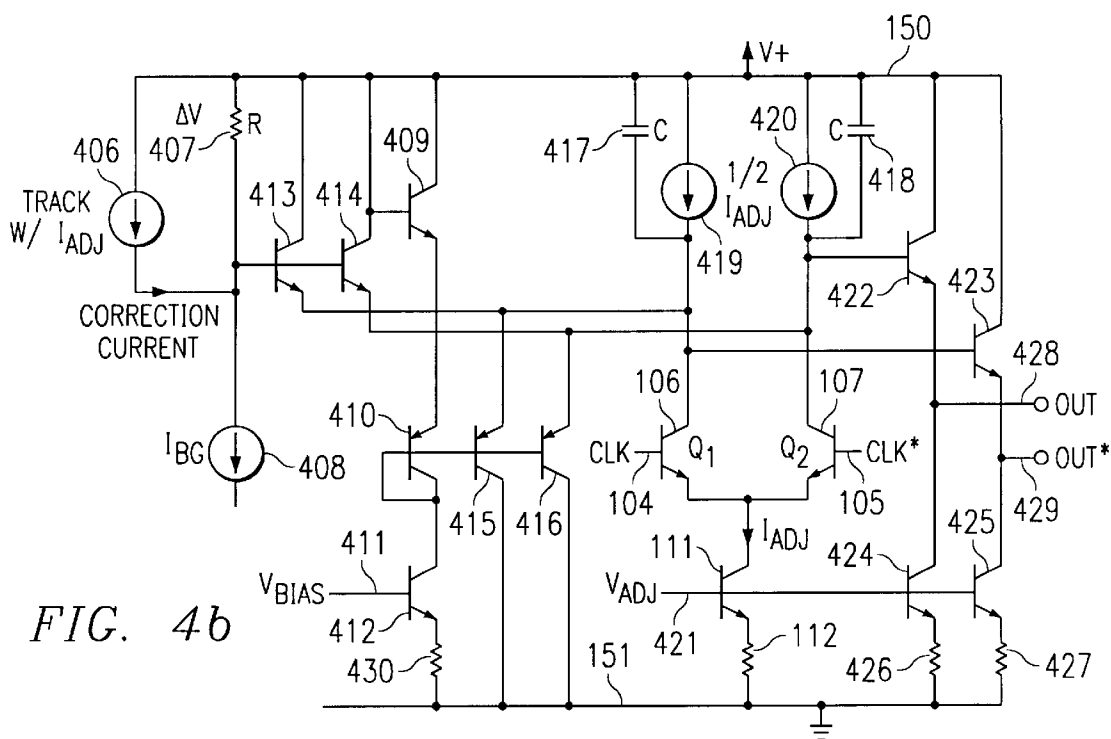 150
V+
ΔV
407
R
409
417
C
420
C
418
406
413
414
1/2
I_ADJ
TRACK
W/ I_ADJ
419
422
423
CORRECTION
CURRENT
428
106
107
OUT
410
I_BG
CLK
Q1
Q2
CLK*
OUT*
408
104
105
429
415
416
I_ADJ
425
411
111
424
V_BIAS
V_ADJ
FIG. 4b
412
421
112
430
151
426
427